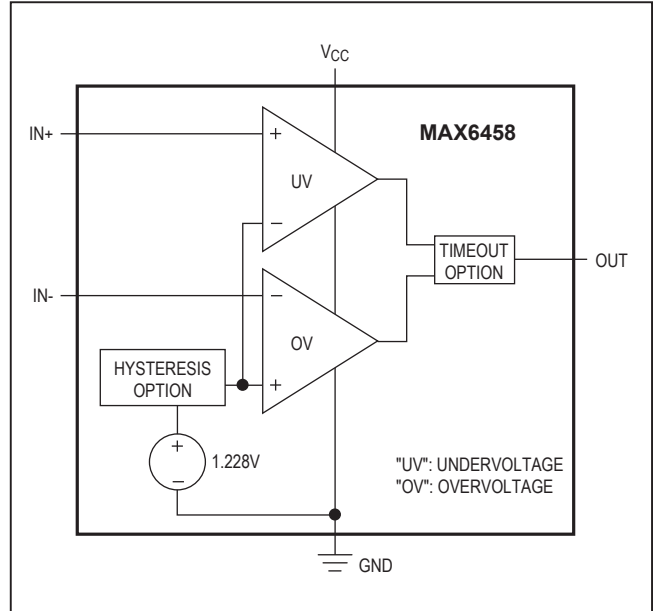 VCC
MAX6458
IN+
+
UV
−
TIMEOUT
OPTION
OUT
IN-
−
OV
+
HYSTERESIS
OPTION
+
−
1.228V
"UV": UNDERVOLTAGE
"OV": OVERVOLTAGE
GND